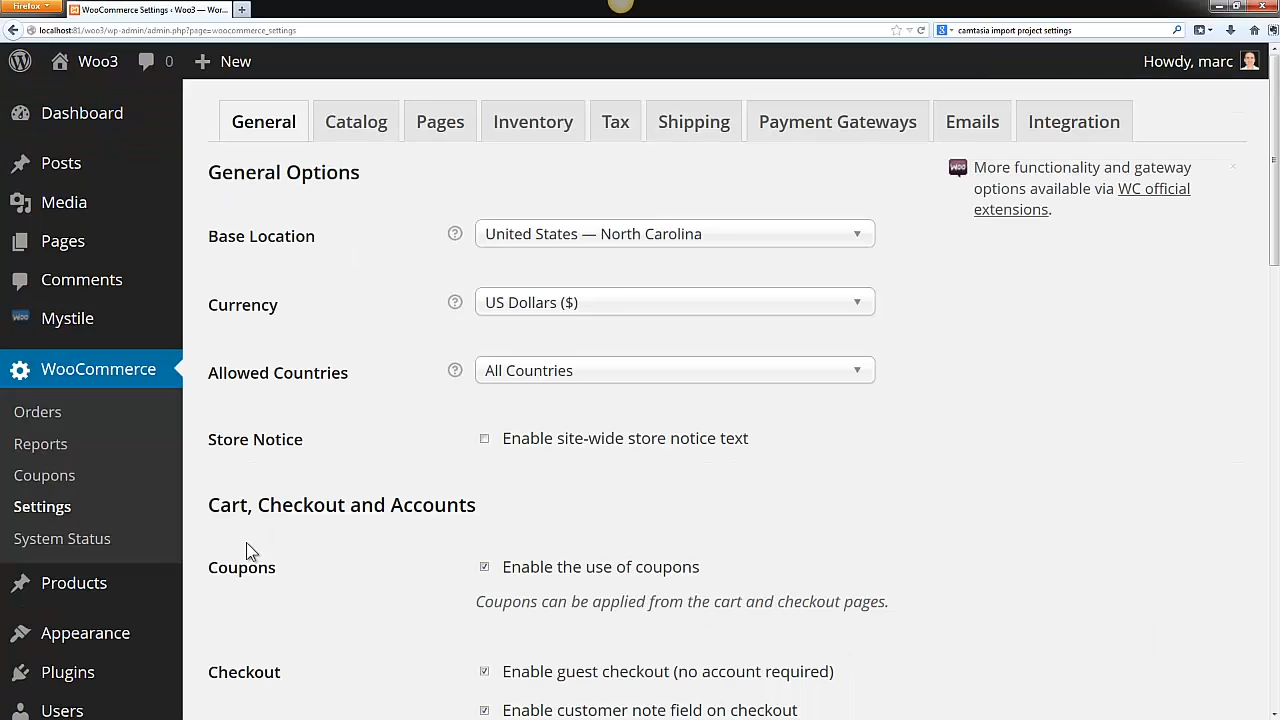 Firefox
WooCommerce Settings ‹ Woo3 — Wor...
localhost:81/woo3/wp-admin/admin.php?page=woocommerce_settings
camtasia import project settings
Woo3
0
New
Howdy, marc
Dashboard
Posts
Media
Pages
Comments
Mystile
WooCommerce
Orders
Reports
Coupons
Settings
System Status
Products
Appearance
Plugins
Users
General
Catalog
Pages
Inventory
Tax
Shipping
Payment Gateways
Emails
Integration
General Options
More functionality and gateway
options available via WC official
extensions.
Base Location
United States — North Carolina
Currency
US Dollars ($)
Allowed Countries
All Countries
Store Notice
Enable site-wide store notice text
Cart, Checkout and Accounts
Coupons
Enable the use of coupons
Coupons can be applied from the cart and checkout pages.
Checkout
Enable guest checkout (no account required)
Enable customer note field on checkout